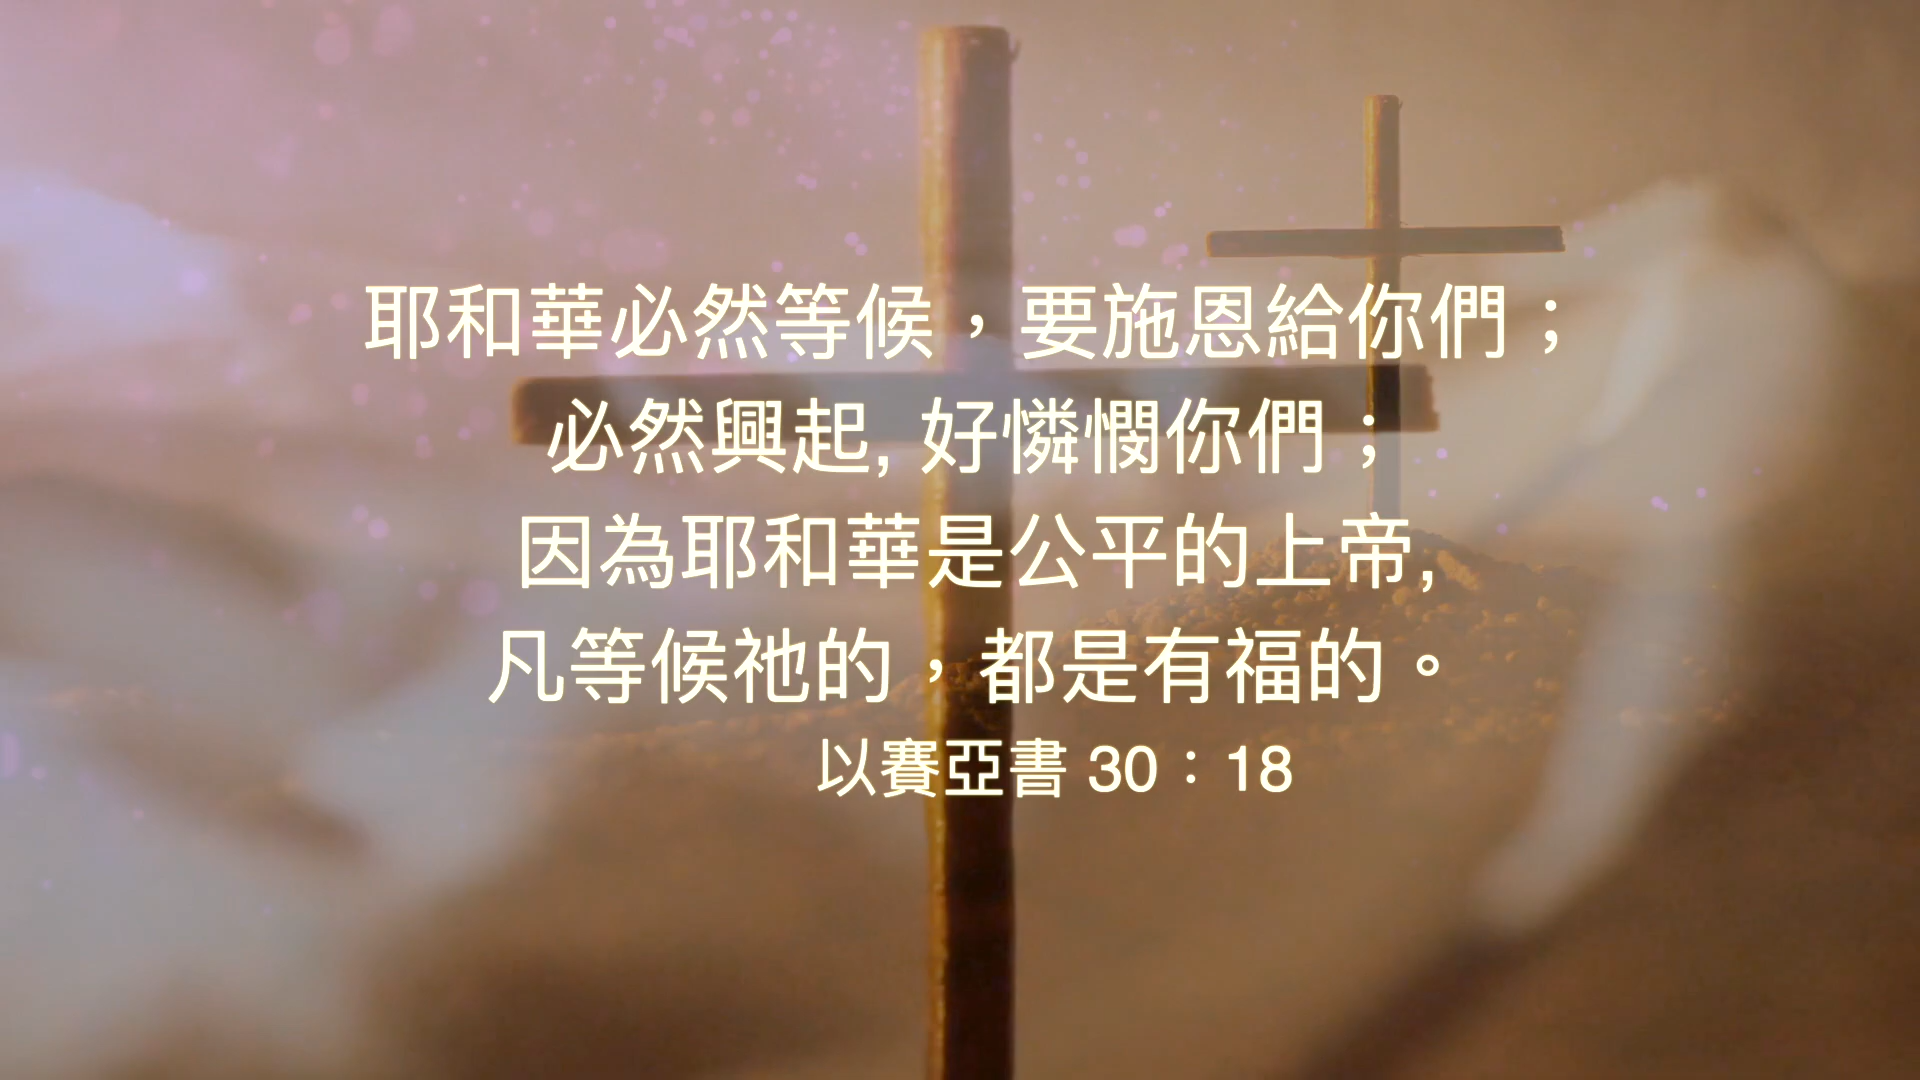 耶和華必然等候，要施恩給你們；
必然興起, 好憐憫你們；
因為耶和華是公平的上帝,
凡等候祂的，都是有福的。
以賽亞書 30：18